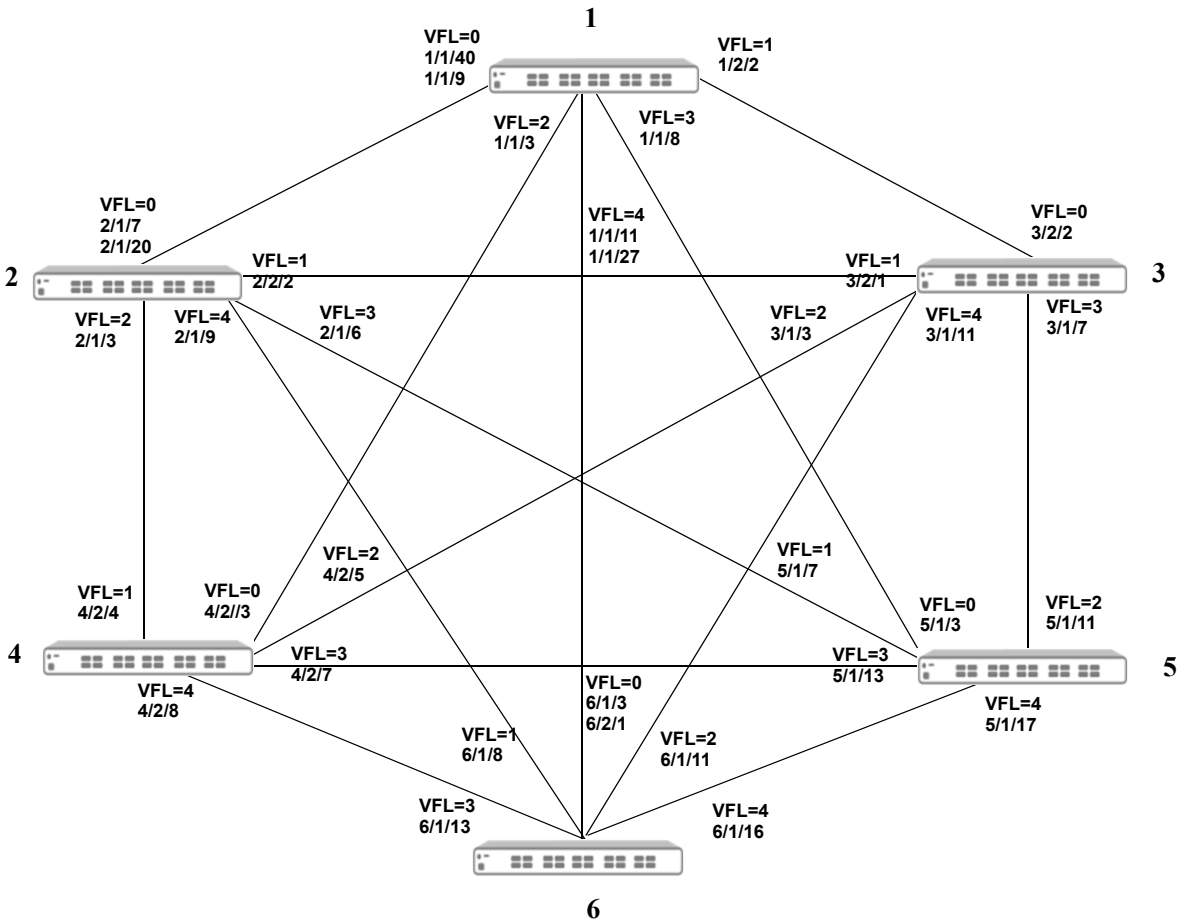 1
VFL=0
1/1/40
1/1/9
VFL=1
1/2/2
VFL=2
1/1/3
VFL=3
1/1/8
VFL=4
1/1/11
1/1/27
VFL=0
2/1/7
2/1/20
2
VFL=1
2/2/2
VFL=2
2/1/3
VFL=4
2/1/9
VFL=3
2/1/6
VFL=0
3/2/2
VFL=1
3/2/1
3
VFL=2
3/1/3
VFL=4
3/1/11
VFL=3
3/1/7
VFL=1
4/2/4
VFL=0
4/2//3
VFL=2
4/2/5
4
VFL=3
4/2/7
VFL=4
4/2/8
VFL=1
5/1/7
VFL=0
5/1/3
VFL=2
5/1/11
VFL=3
5/1/13
5
VFL=4
5/1/17
VFL=0
6/1/3
6/2/1
VFL=1
6/1/8
VFL=2
6/1/11
VFL=3
6/1/13
VFL=4
6/1/16
6